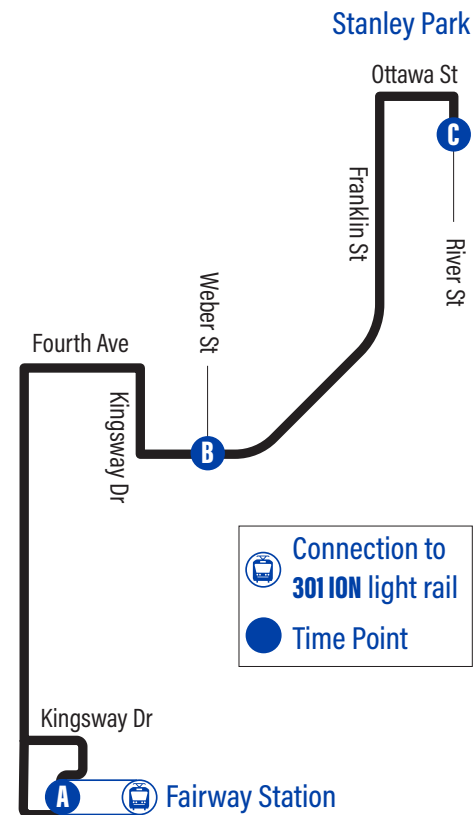 Stanley Park
Ottawa St
C
Franklin St
River St
Weber St
Fourth Ave
Kingsway Dr
B
Connection to
301 ION light rail
Time Point
Kingsway Dr
A
Fairway Station